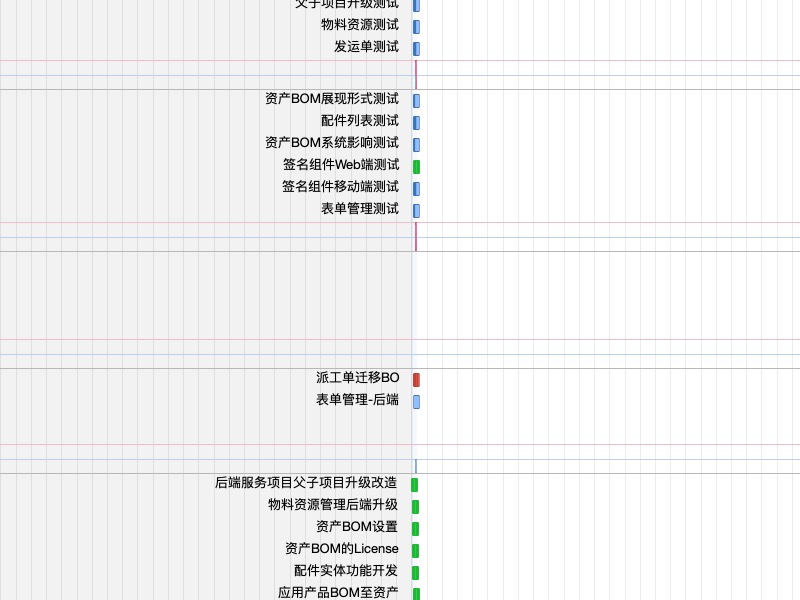 父子项目升级测试
物料资源测试
发运单测试
资产BOM展现形式测试
配件列表测试
资产BOM系统影响测试
签名组件Web端测试
签名组件移动端测试
表单管理测试
派工单迁移BO
表单管理-后端
后端服务项目父子项目升级改造
物料资源管理后端升级
资产BOM设置
资产BOM的License
配件实体功能开发
应用产品BOM至资产